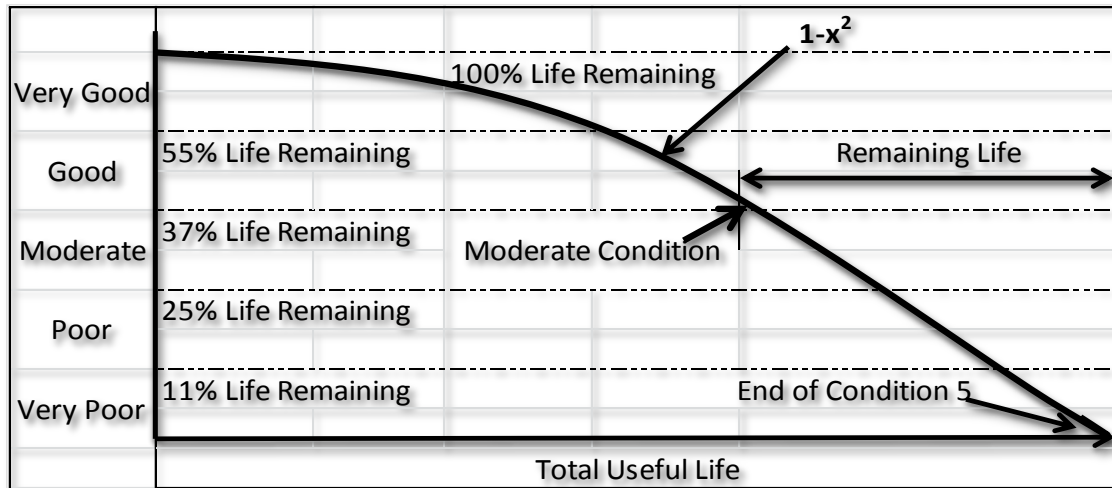 1-x²
100% Life Remaining
Very Good
55% Life Remaining
Remaining Life
Good
37% Life Remaining
Moderate
Moderate Condition
25% Life Remaining
Poor
11% Life Remaining
End of Condition 5
Very Poor
Total Useful Life